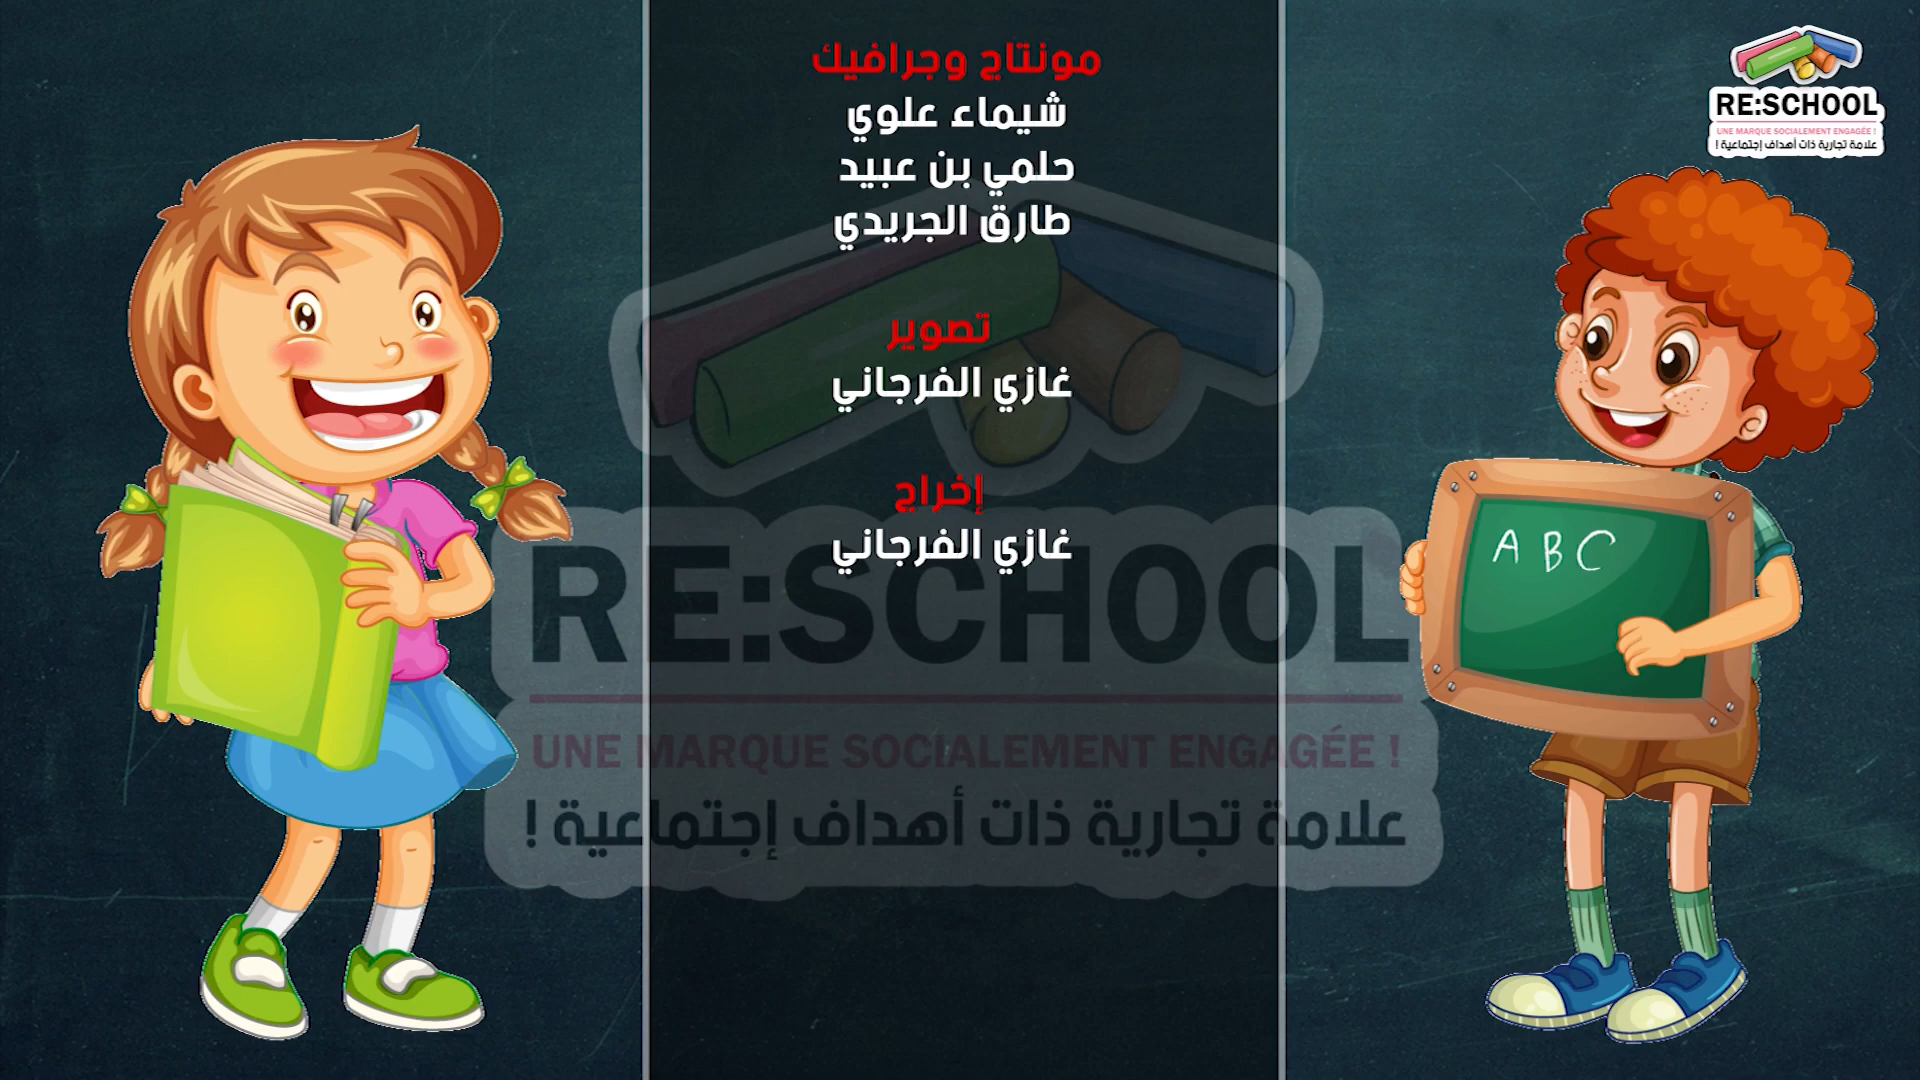 مونتاج وجرافيك
شيماء علوي
حلمي بن عبيد
طارق الجريدي
تصوير
غازي الفرجاني
إخراج
غازي الفرجاني
RE:SCHOOL
UNE MARQUE SOCIALEMENT ENGAGÉE !
علامة تجارية ذات أهداف إجتماعية !
RE:SCHOOL
UNE MARQUE SOCIALEMENT ENGAGÉE !
علامة تجارية ذات أهداف إجتماعية !
A B C